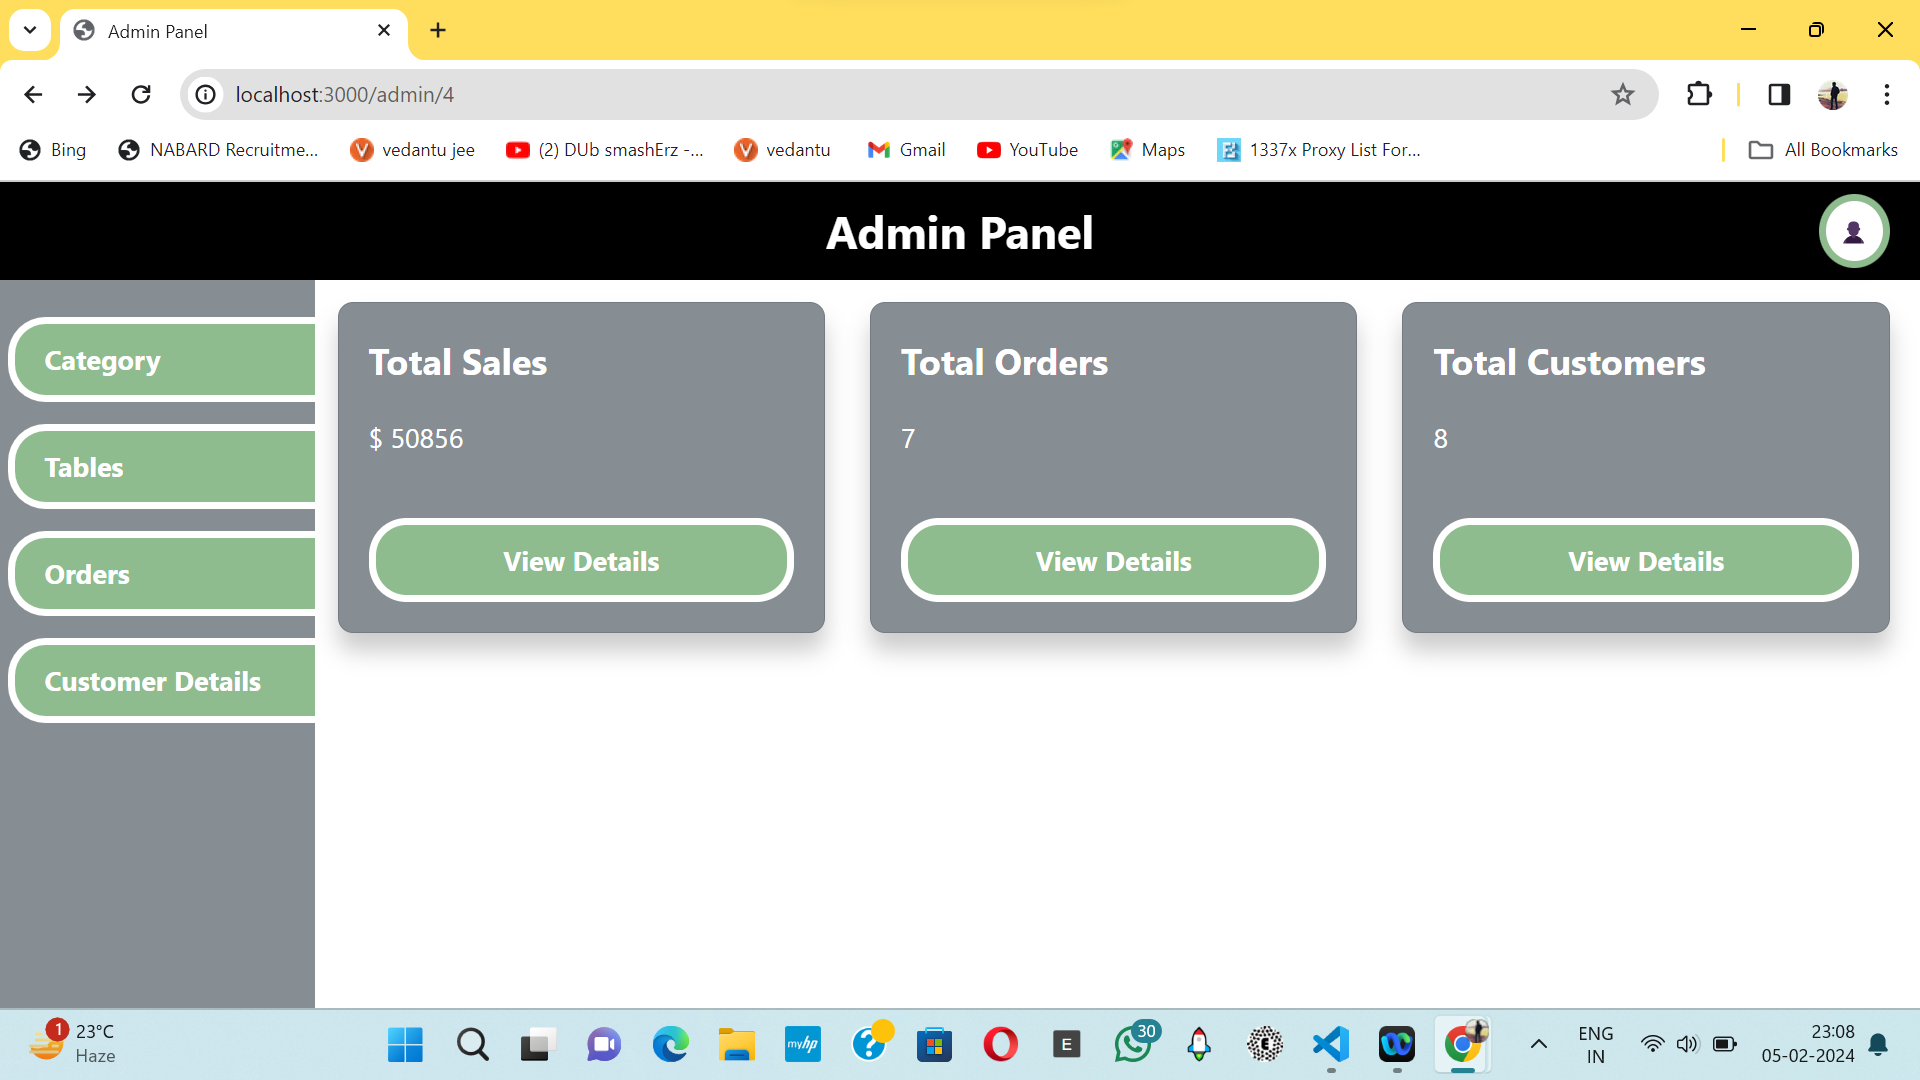 Admin Panel
localhost:3000/admin/4
Bing
NABARD Recruitme...
vedantu jee
(2) DUb smashErz -...
vedantu
Gmail
YouTube
Maps
1337x Proxy List For...
All Bookmarks
Admin Panel
Category
Tables
Orders
Customer Details
Total Sales
$ 50856
View Details
Total Orders
7
View Details
Total Customers
8
View Details
1
23°C
Haze
myhp
E
30
E
ENG
IN
23:08
05-02-2024